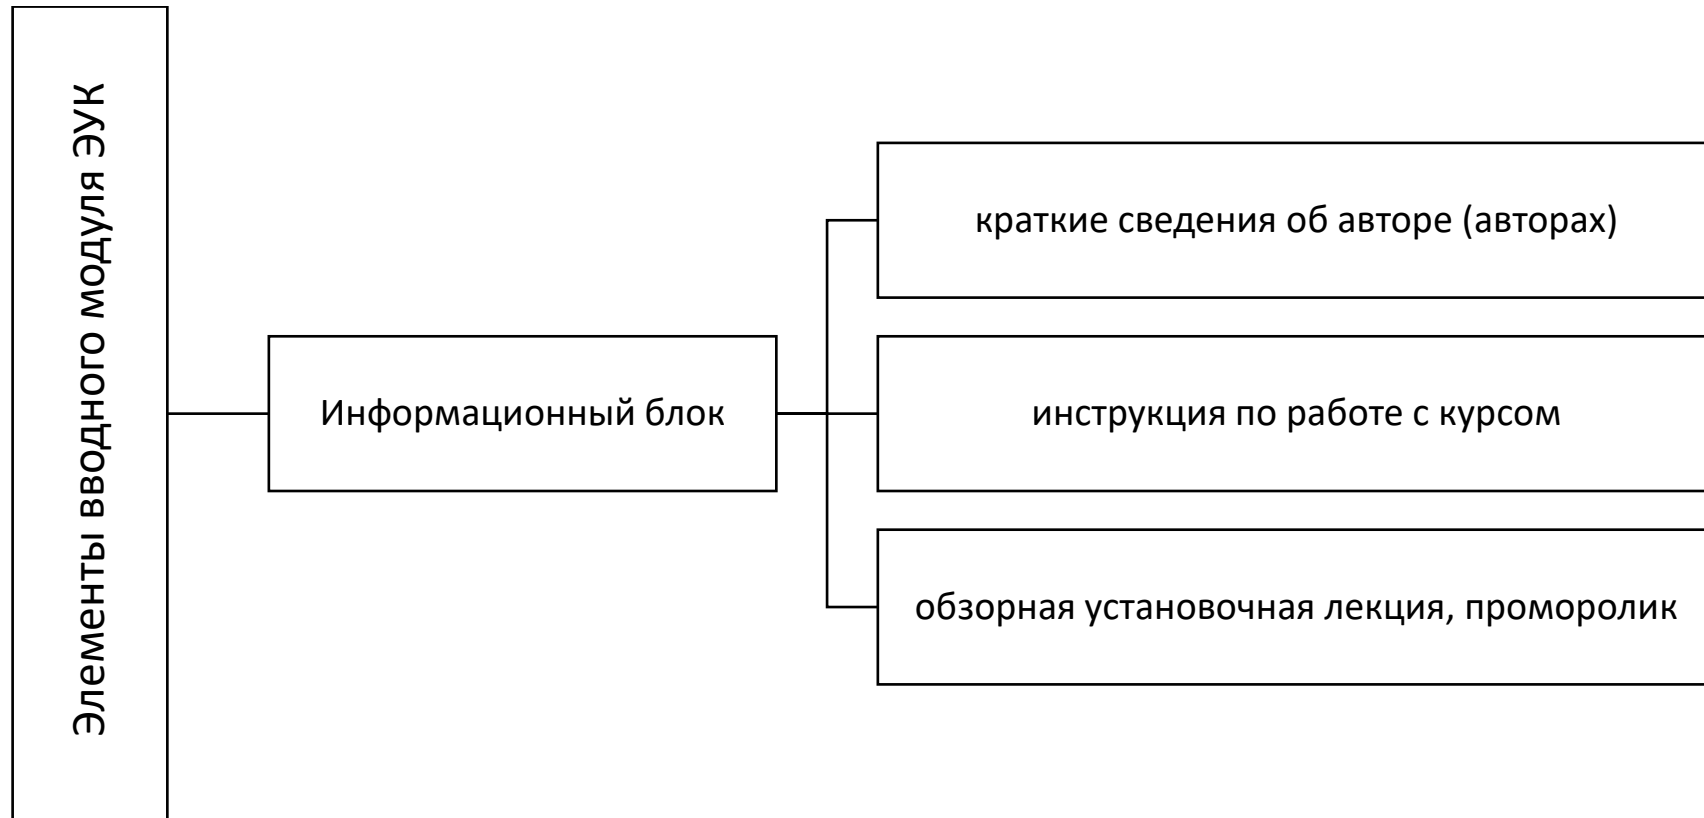 Элементы вводного модуля ЭУК
Информационный блок
краткие сведения об авторе (авторах)
инструкция по работе с курсом
обзорная установочная лекция, проморолик